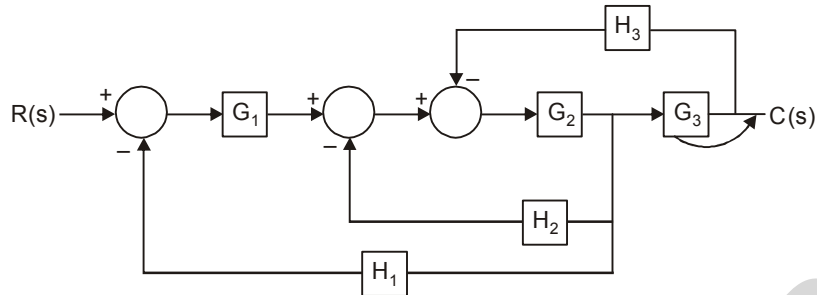 H₃
R(s) + − G₁ + − + − G₂ G₃ C(s)
H₂
H₁